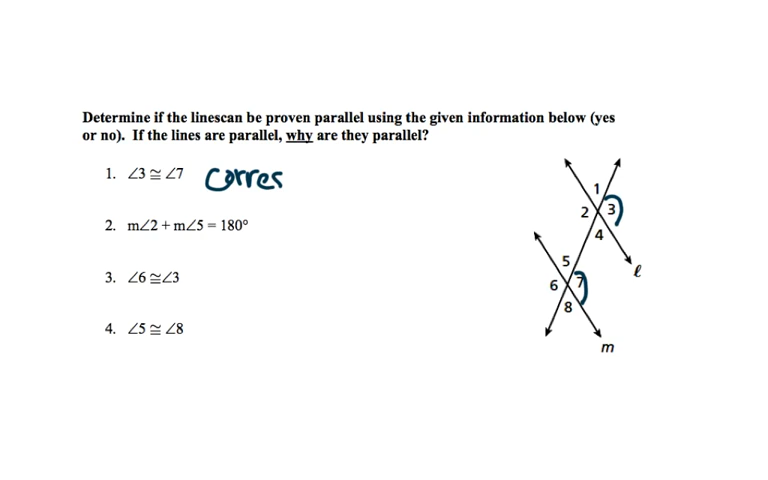 Determine if the linescan be proven parallel using the given information below (yes
or no). If the lines are parallel, why are they parallel?
1. ∠3 ≅ ∠7 Corres
2. m∠2 + m∠5 = 180°
3. ∠6 ≅ ∠3
4. ∠5 ≅ ∠8
1
2 3
4
ℓ
5
6 7
8
m